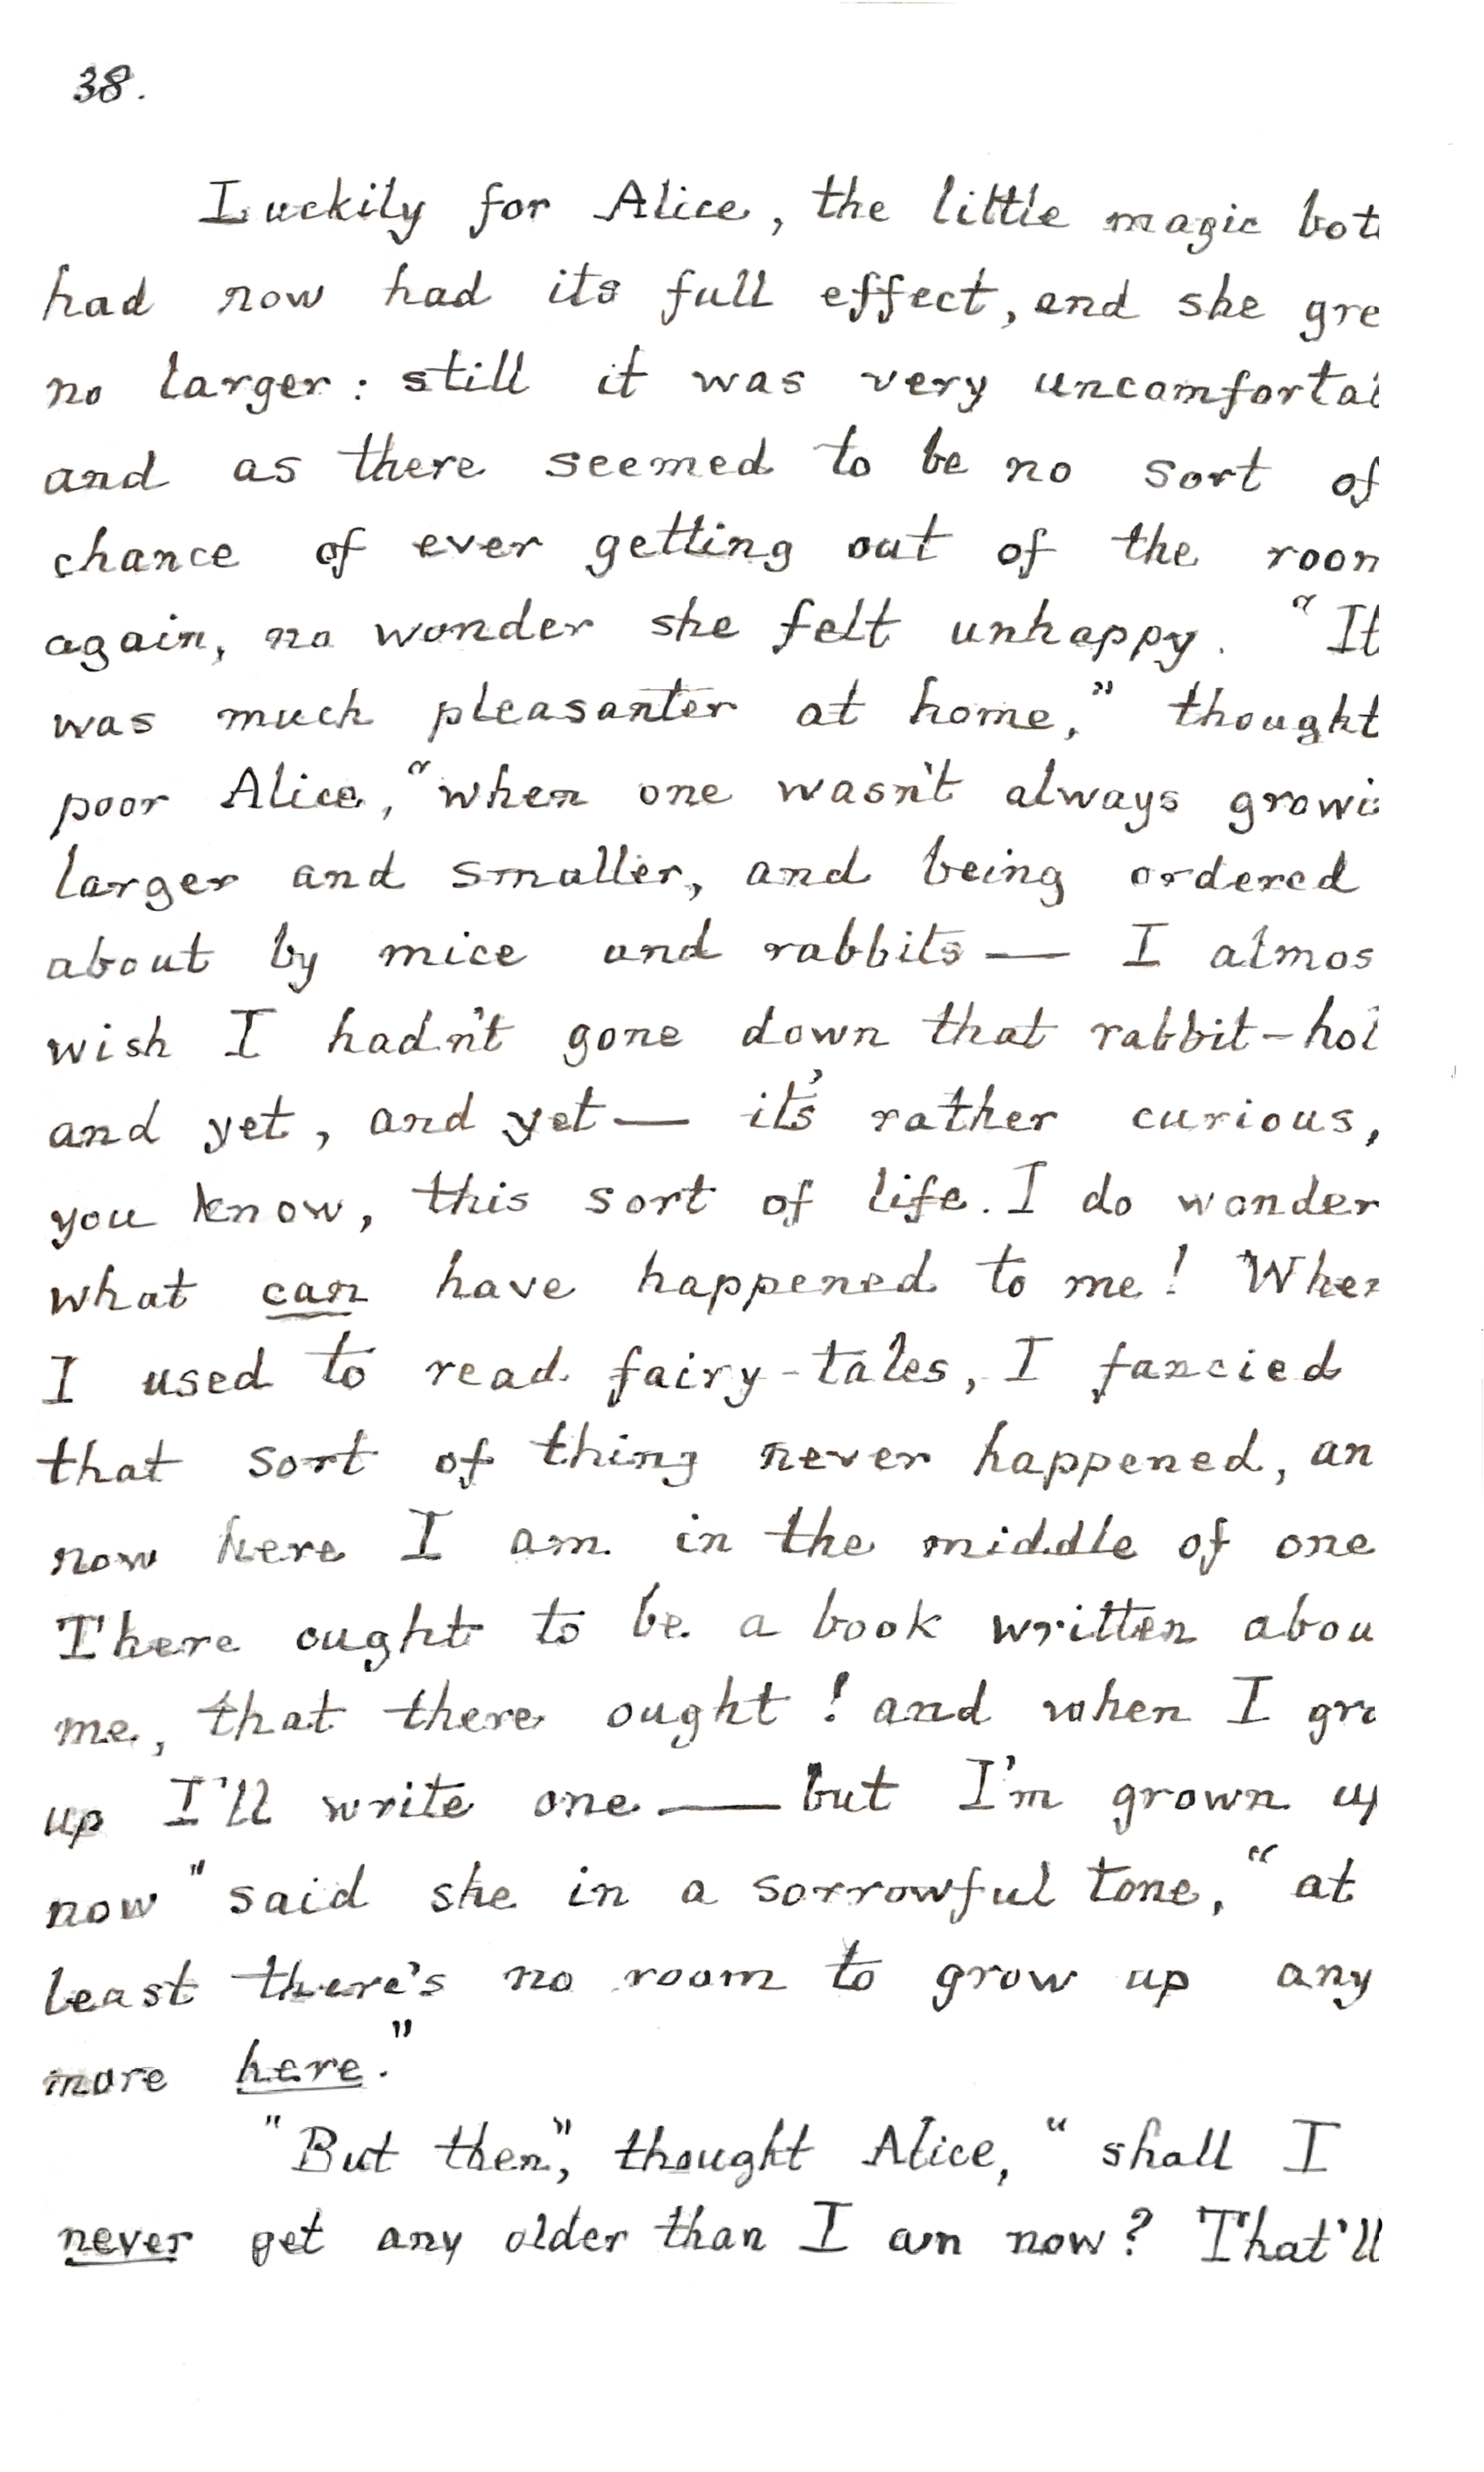 38.
Luckily for Alice, the little magic bot
had now had its full effect, and she gre
no larger: still it was very uncomfortab
and as there seemed to be no sort of
chance of ever getting out of the room
again, no wonder she felt unhappy. "It
was much pleasanter at home," thought
poor Alice, "when one wasn't always growi
larger and smaller, and being ordered
about by mice and rabbits — I almos
wish I hadn't gone down that rabbit-hol
and yet, and yet — it's rather curious,
you know, this sort of life. I do wonder
what can have happened to me! When
I used to read fairy-tales, I fancied
that sort of thing never happened, an
now here I am in the middle of one
There ought to be a book written abou
me, that there ought! and when I gro
up I'll write one — but I'm grown up
now" said she in a sorrowful tone, "at
least there's no room to grow up any
more here."
"But then", thought Alice, "shall I
never get any older than I am now? That'll